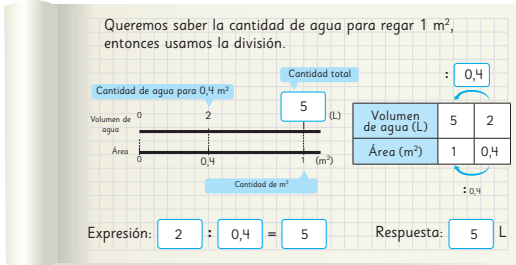 Queremos saber la cantidad de agua para regar 1 m²,
entonces usamos la división.
Cantidad total
: 0,4
Cantidad de agua para 0,4 m²
Volumen de agua 0 2 5 (L)
Área 0 0,4 1 (m²)
Cantidad de m²
Volumen de agua (L) 5 2
Área (m²) 1 0,4
: 0,4
Expresión: 2 : 0,4 = 5 Respuesta: 5 L